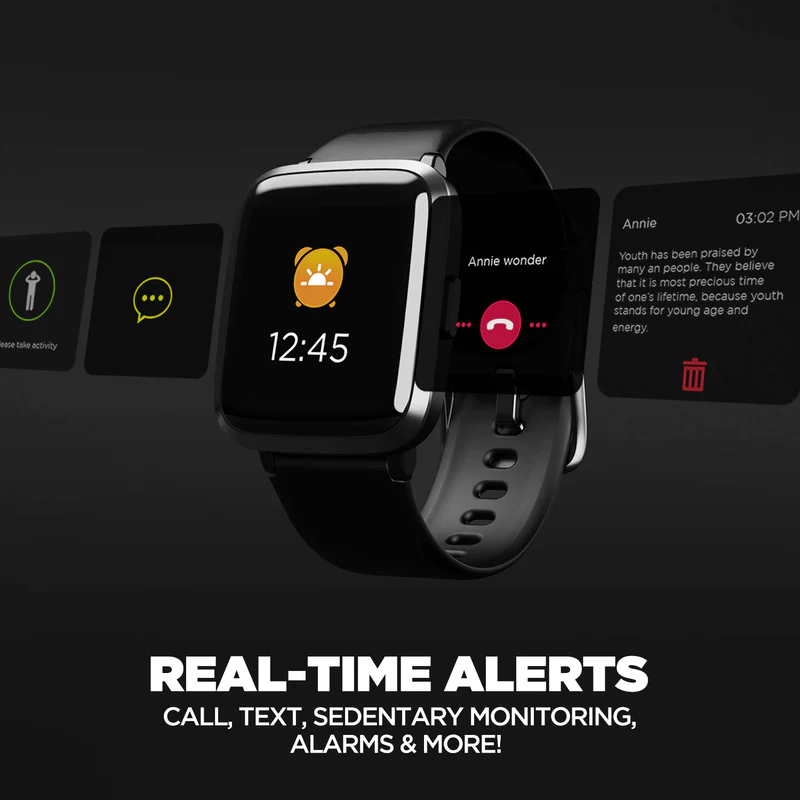 lease take activity
12:45
Annie wonder
Annie
03:02 PM
Youth has been praised by
many an people. They believe
that it is most precious time
of one's lifetime, because youth
stands for young age and
energy.
REAL-TIME ALERTS
CALL, TEXT, SEDENTARY MONITORING,
ALARMS & MORE!